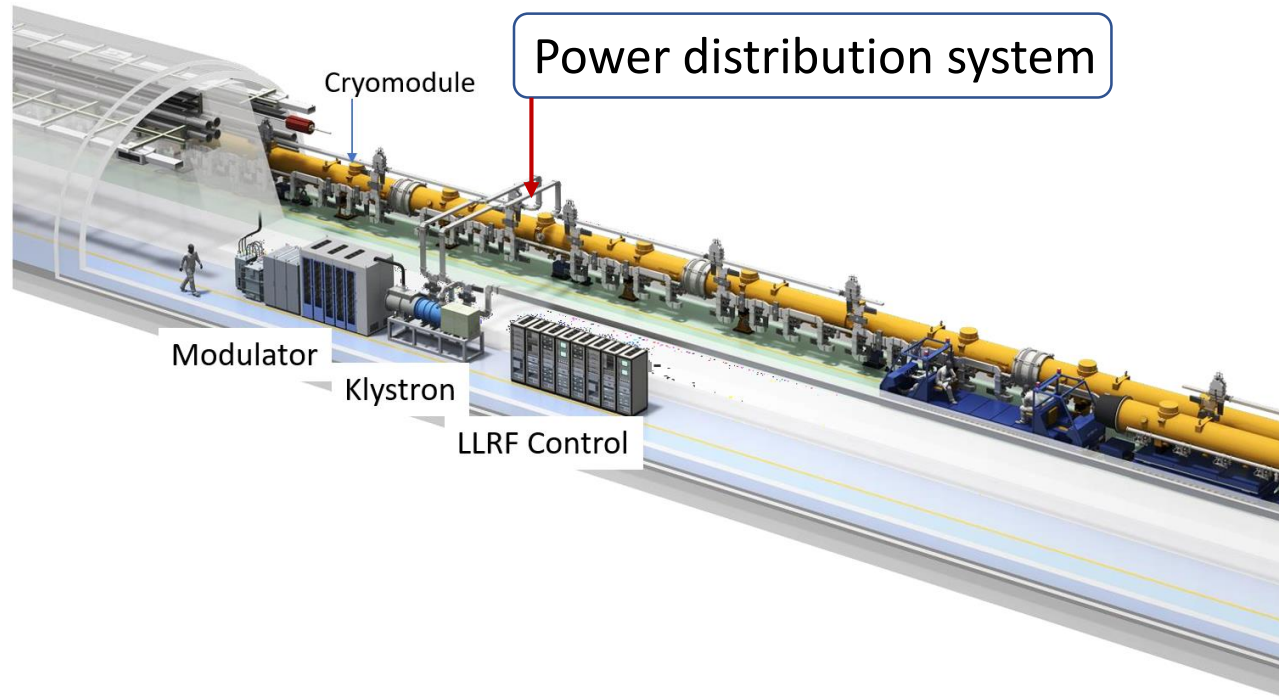 Power distribution system
Cryomodule
Modulator
Klystron
LLRF Control